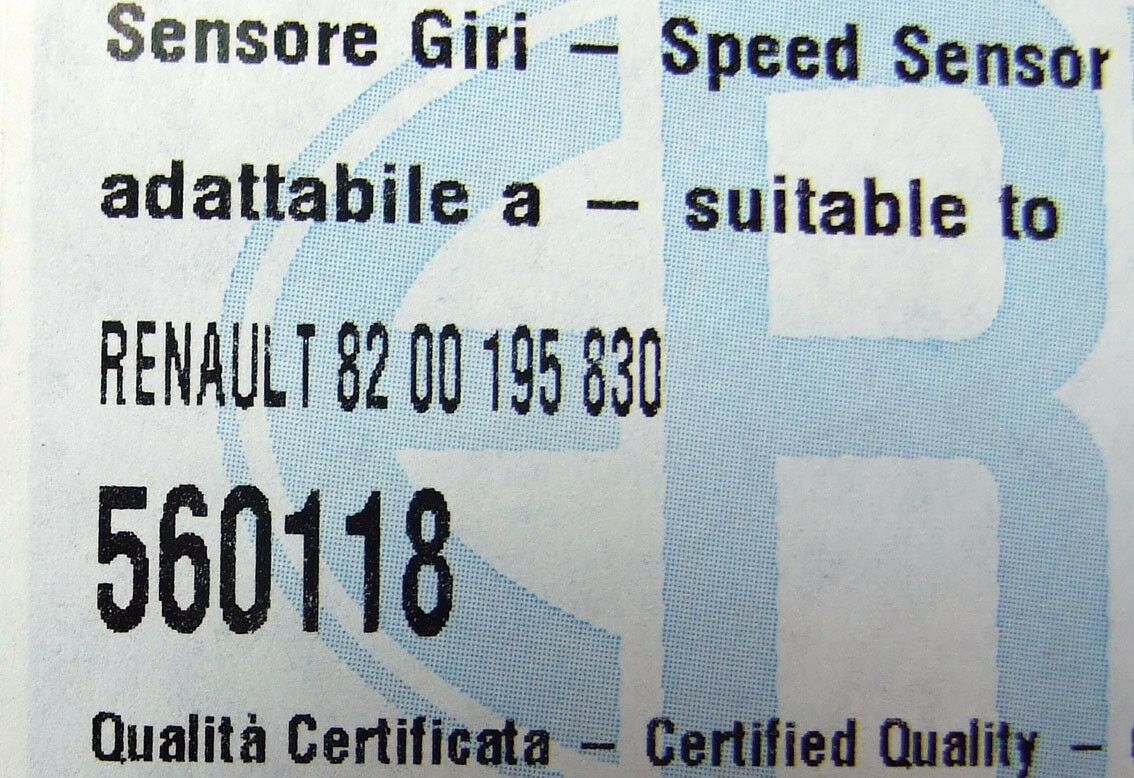 Sensore Giri – Speed Sensor
adattabile a – suitable to
RENAULT 82 00 195 830
560118
Qualità Certificata – Certified Quality –